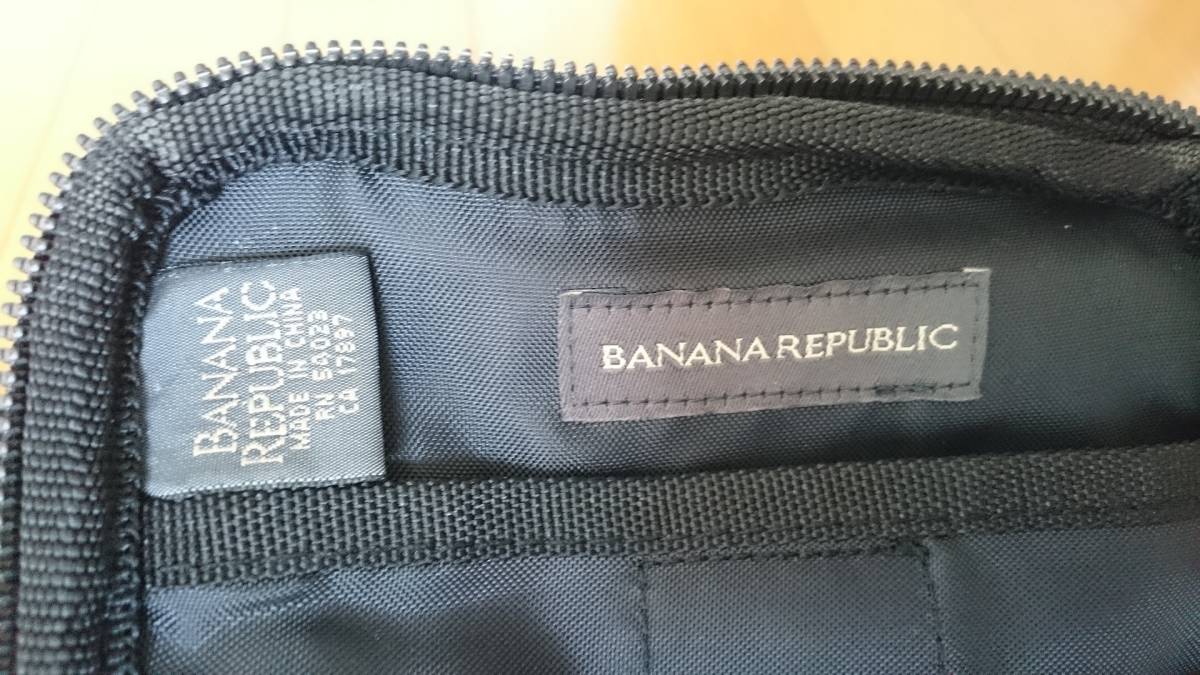 BANANA
REPUBLIC
MADE IN CHINA
RN 54023
CA 17897
BANANA REPUBLIC